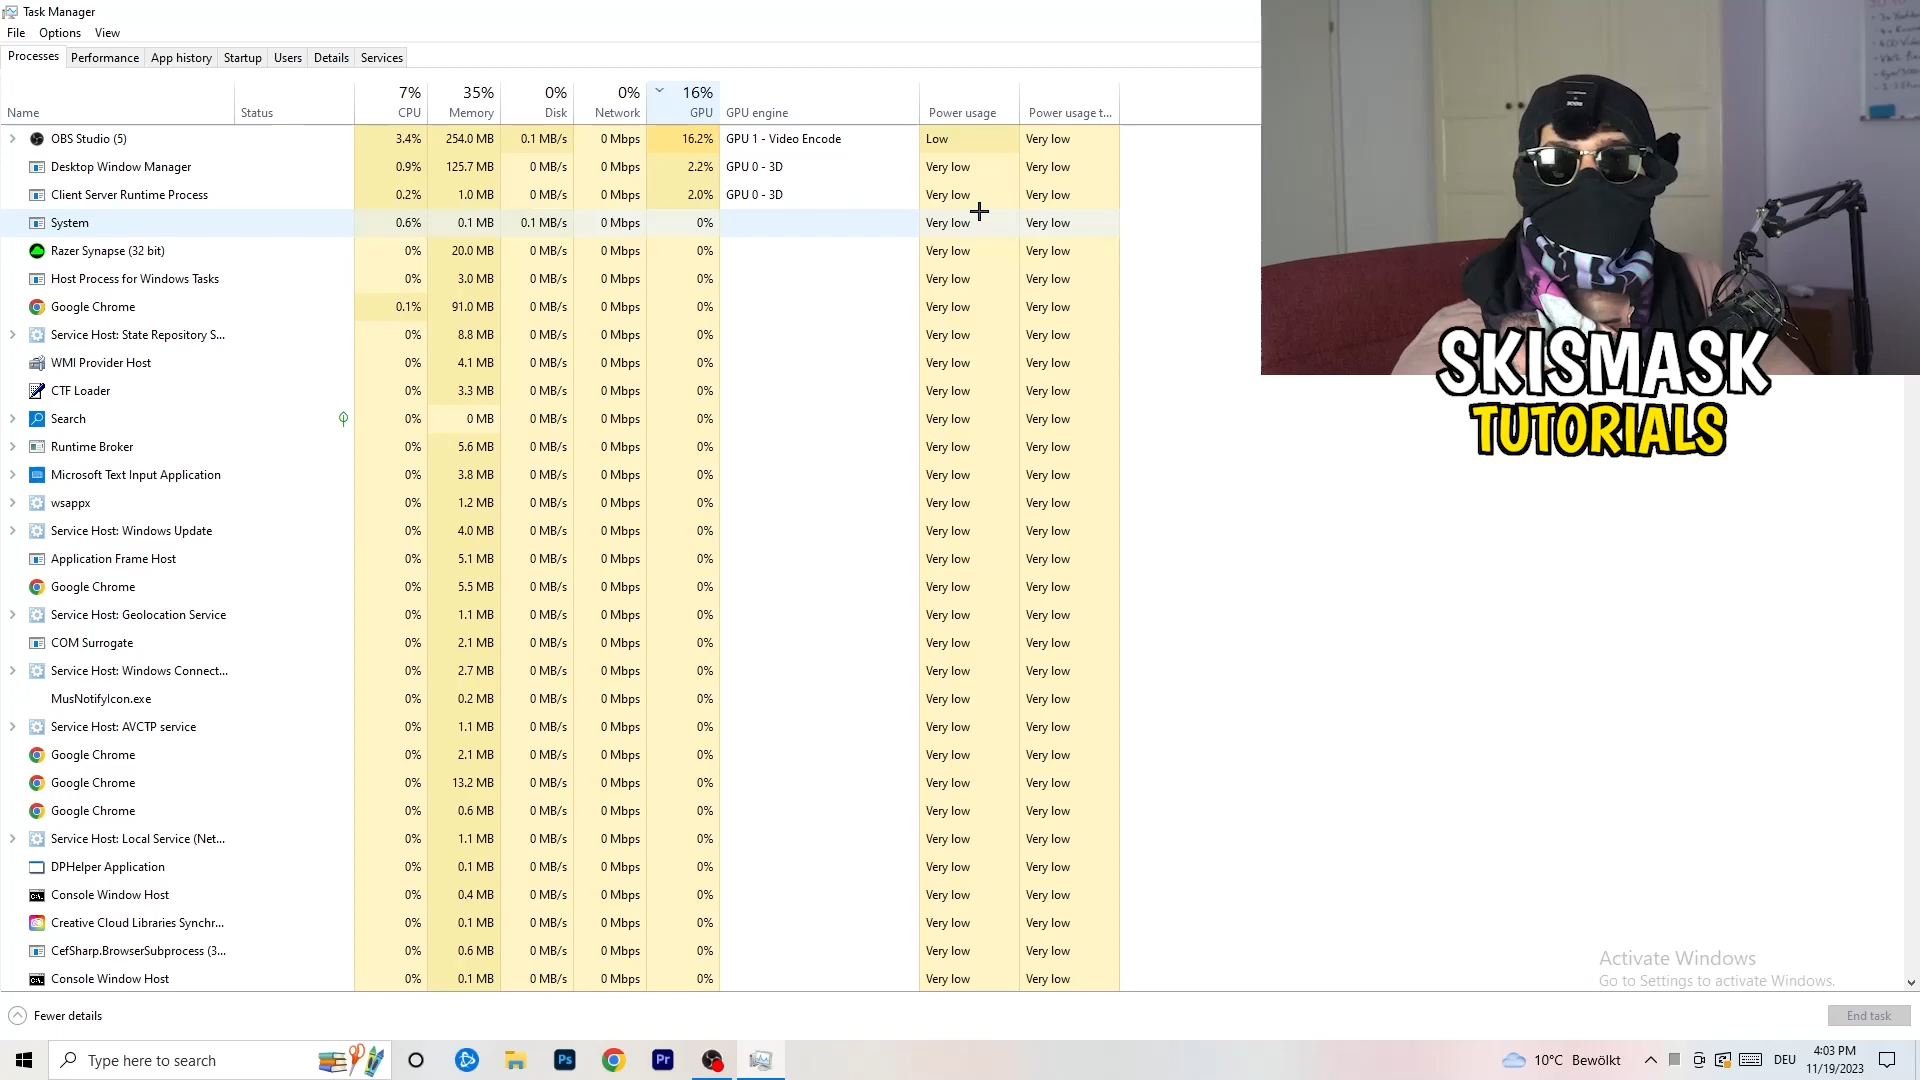 Task Manager
File Options View
Processes Performance App history Startup Users Details Services
7% 35% 0% 0% 16%
Name Status CPU Memory Disk Network GPU GPU engine Power usage Power usage t...
OBS Studio (5) 3.4% 254.0 MB 0.1 MB/s 0 Mbps 16.2% GPU 1 - Video Encode Low Very low
Desktop Window Manager 0.9% 125.7 MB 0 MB/s 0 Mbps 2.2% GPU 0 - 3D Very low Very low
Client Server Runtime Process 0.2% 1.0 MB 0 MB/s 0 Mbps 2.0% GPU 0 - 3D Very low Very low
System 0.6% 0.1 MB 0.1 MB/s 0 Mbps 0% Very low Very low
Razer Synapse (32 bit) 0% 20.0 MB 0 MB/s 0 Mbps 0% Very low Very low
Host Process for Windows Tasks 0% 3.0 MB 0 MB/s 0 Mbps 0% Very low Very low
Google Chrome 0.1% 91.0 MB 0 MB/s 0 Mbps 0% Very low Very low
Service Host: State Repository S... 0% 8.8 MB 0 MB/s 0 Mbps 0% Very low Very low
WMI Provider Host 0% 4.1 MB 0 MB/s 0 Mbps 0% Very low Very low
CTF Loader 0% 3.3 MB 0 MB/s 0 Mbps 0% Very low Very low
Search 0% 0 MB 0 MB/s 0 Mbps 0% Very low Very low
Runtime Broker 0% 5.6 MB 0 MB/s 0 Mbps 0% Very low Very low
Microsoft Text Input Application 0% 3.8 MB 0 MB/s 0 Mbps 0% Very low Very low
wsappx 0% 1.2 MB 0 MB/s 0 Mbps 0% Very low Very low
Service Host: Windows Update 0% 4.0 MB 0 MB/s 0 Mbps 0% Very low Very low
Application Frame Host 0% 5.1 MB 0 MB/s 0 Mbps 0% Very low Very low
Google Chrome 0% 5.5 MB 0 MB/s 0 Mbps 0% Very low Very low
Service Host: Geolocation Service 0% 1.1 MB 0 MB/s 0 Mbps 0% Very low Very low
COM Surrogate 0% 2.1 MB 0 MB/s 0 Mbps 0% Very low Very low
Service Host: Windows Connect... 0% 2.7 MB 0 MB/s 0 Mbps 0% Very low Very low
MusNotifyIcon.exe 0% 0.2 MB 0 MB/s 0 Mbps 0% Very low Very low
Service Host: AVCTP service 0% 1.1 MB 0 MB/s 0 Mbps 0% Very low Very low
Google Chrome 0% 2.1 MB 0 MB/s 0 Mbps 0% Very low Very low
Google Chrome 0% 13.2 MB 0 MB/s 0 Mbps 0% Very low Very low
Google Chrome 0% 0.6 MB 0 MB/s 0 Mbps 0% Very low Very low
Service Host: Local Service (Net... 0% 1.1 MB 0 MB/s 0 Mbps 0% Very low Very low
DPHelper Application 0% 0.1 MB 0 MB/s 0 Mbps 0% Very low Very low
Console Window Host 0% 0.4 MB 0 MB/s 0 Mbps 0% Very low Very low
Creative Cloud Libraries Synchr... 0% 0.1 MB 0 MB/s 0 Mbps 0% Very low Very low
CefSharp.BrowserSubprocess (3... 0% 0.6 MB 0 MB/s 0 Mbps 0% Very low Very low
Console Window Host 0% 0.1 MB 0 MB/s 0 Mbps 0% Very low Very low
SKISMASK
TUTORIALS
Activate Windows
Go to Settings to activate Windows.
Fewer details
End task
Type here to search
Ps
Pr
10°C Bewölkt
DEU
4:03 PM
11/19/2023